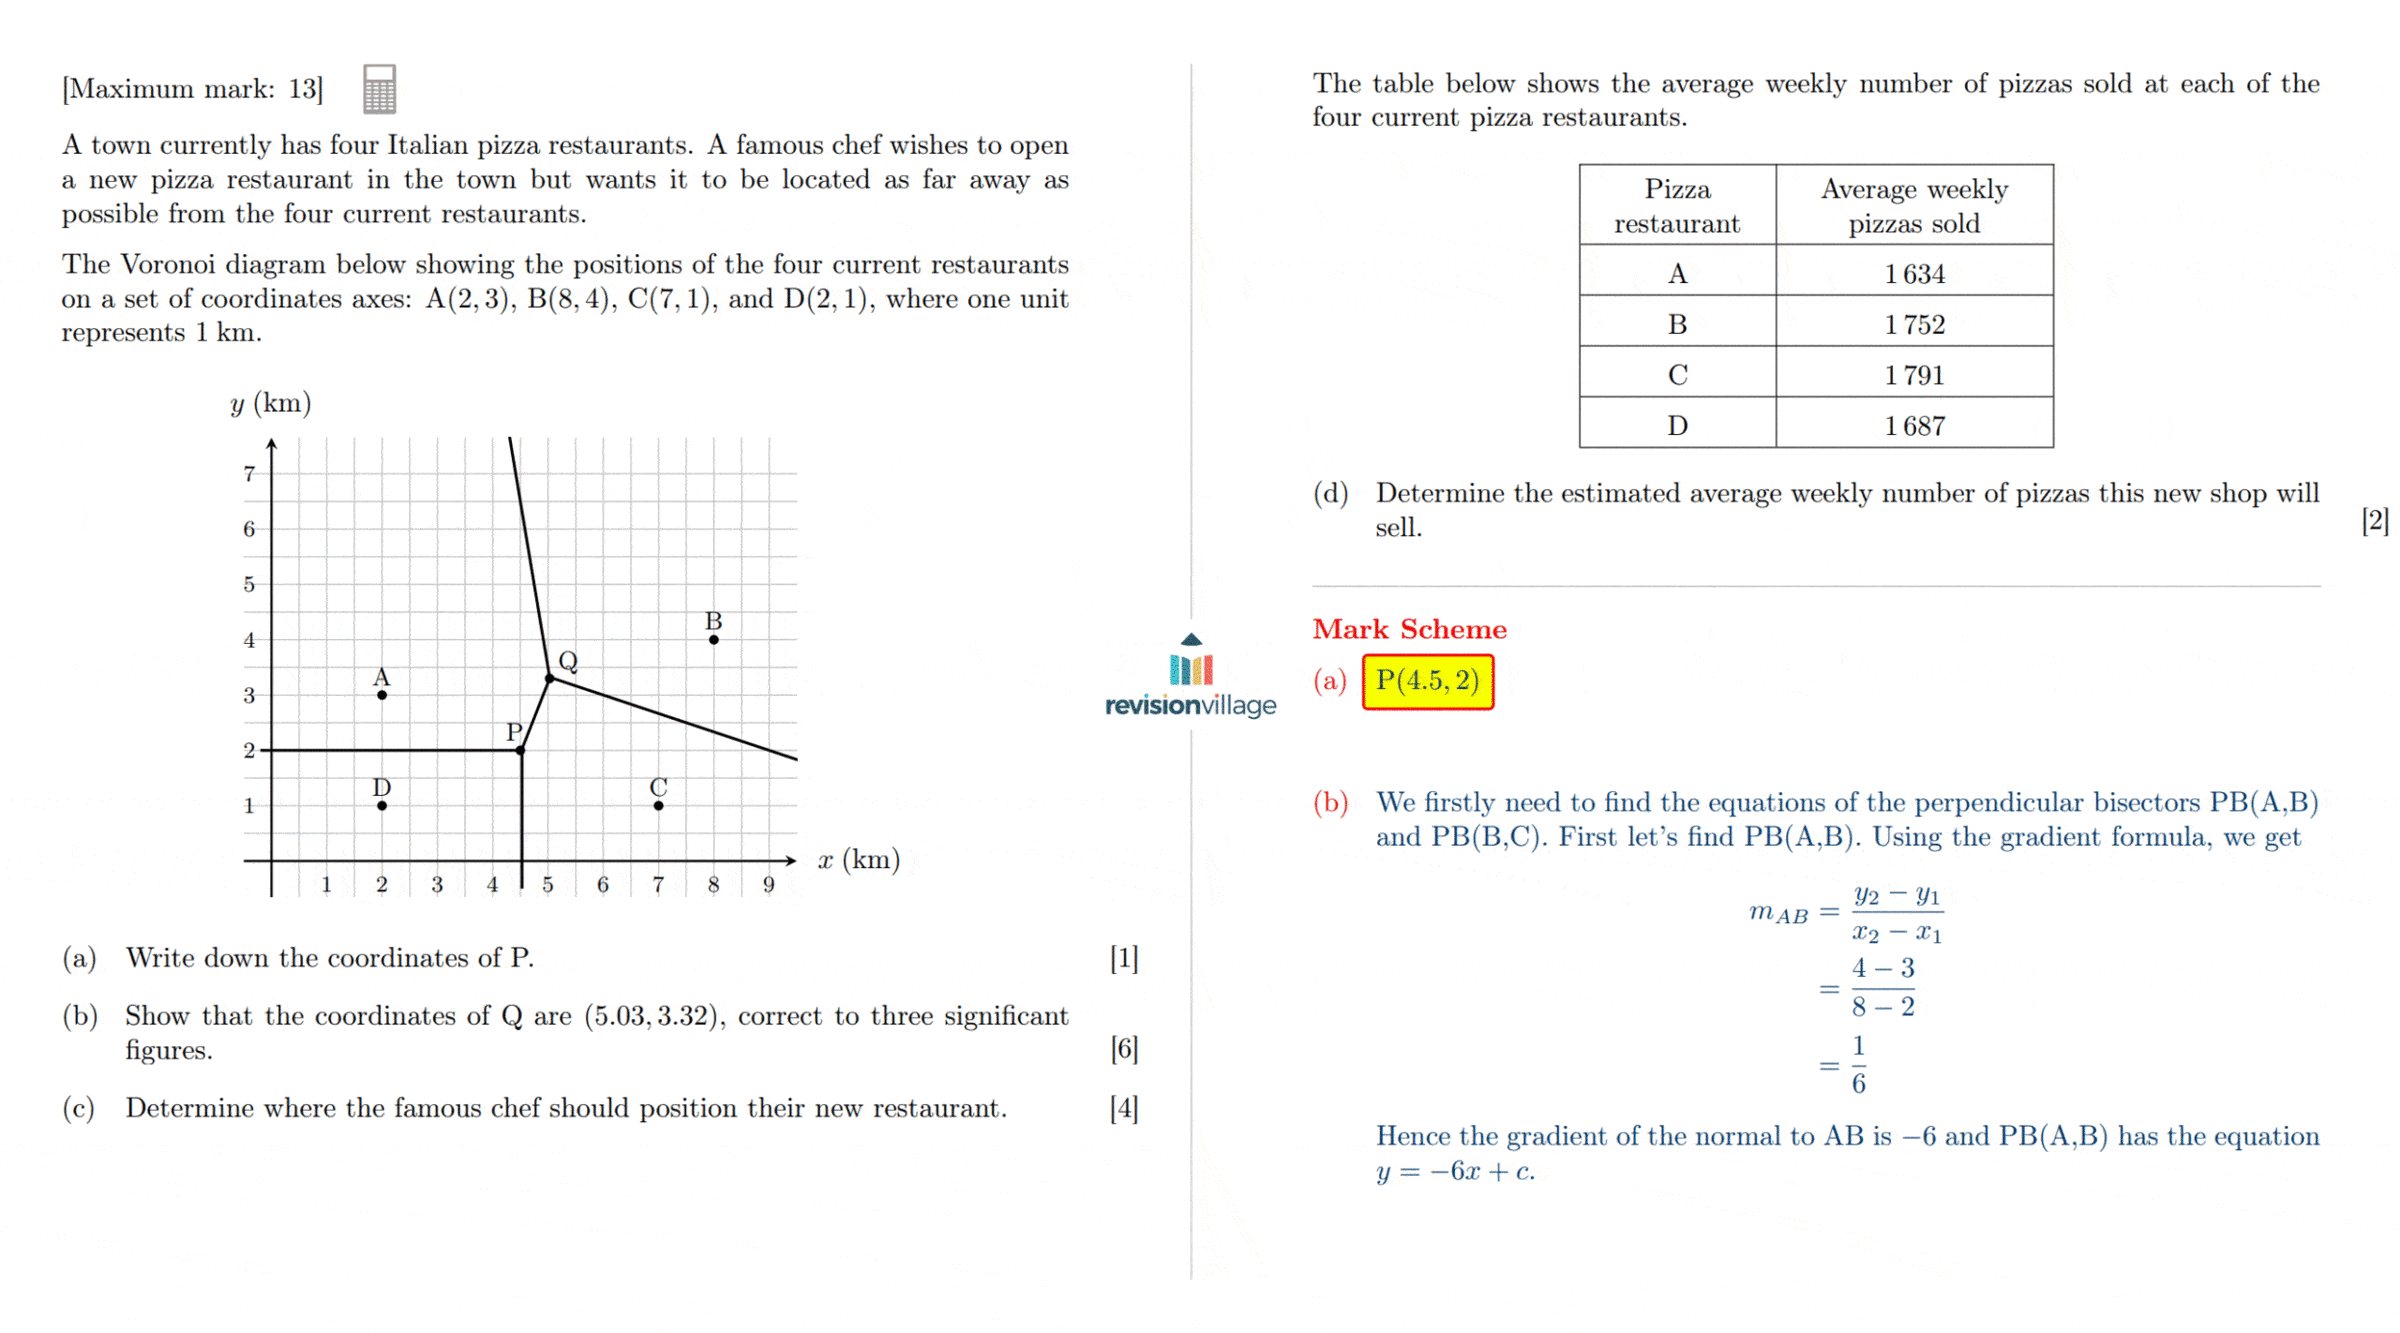 [Maximum mark: 13]
A town currently has four Italian pizza restaurants. A famous chef wishes to open
a new pizza restaurant in the town but wants it to be located as far away as
possible from the four current restaurants.
The Voronoi diagram below showing the positions of the four current restaurants
on a set of coordinates axes: A(2, 3), B(8, 4), C(7, 1), and D(2, 1), where one unit
represents 1 km.
y (km)
7
6
5
4
3
2
1
B
Q
A
P
D
C
x (km)
1 2 3 4 5 6 7 8 9
(a) Write down the coordinates of P. [1]
(b) Show that the coordinates of Q are (5.03, 3.32), correct to three significant
figures. [6]
(c) Determine where the famous chef should position their new restaurant. [4]
revisionvillage
The table below shows the average weekly number of pizzas sold at each of the
four current pizza restaurants.
Pizza restaurant | Average weekly pizzas sold
A 1 634
B 1 752
C 1 791
D 1 687
(d) Determine the estimated average weekly number of pizzas this new shop will
sell. [2]
Mark Scheme
(a) P(4.5, 2)
(b) We firstly need to find the equations of the perpendicular bisectors PB(A,B)
and PB(B,C). First let's find PB(A,B). Using the gradient formula, we get
m_AB = (y₂ − y₁)/(x₂ − x₁)
= (4 − 3)/(8 − 2)
= 1/6
Hence the gradient of the normal to AB is −6 and PB(A,B) has the equation
y = −6x + c.